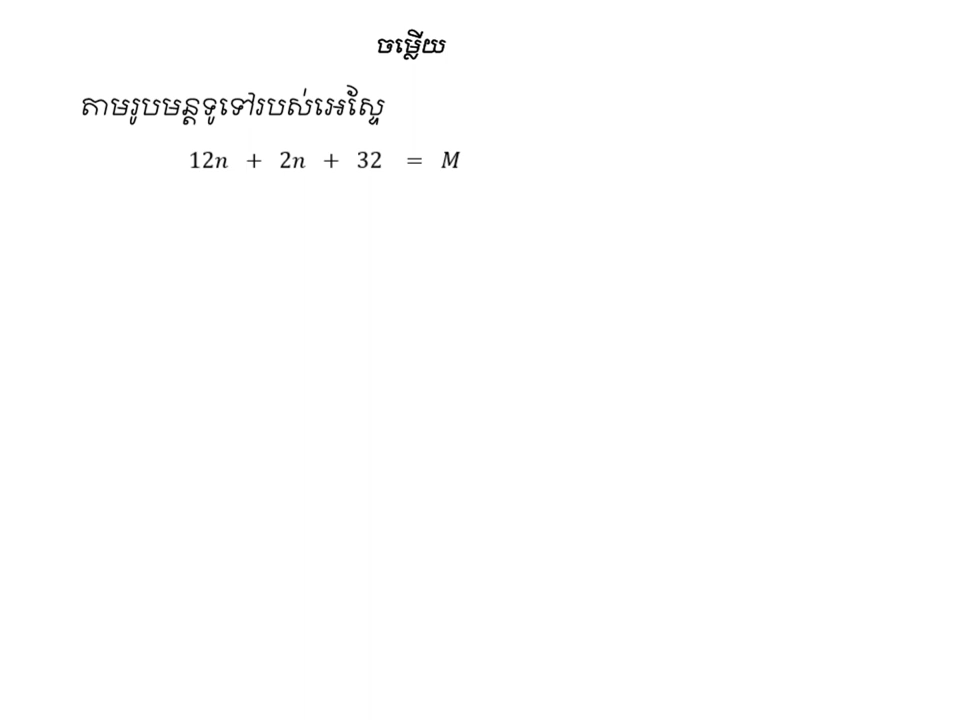 ចម្លើយ
តាមរូបមន្តទូទៅរបស់អេស្ទែ
12n + 2n + 32 = M